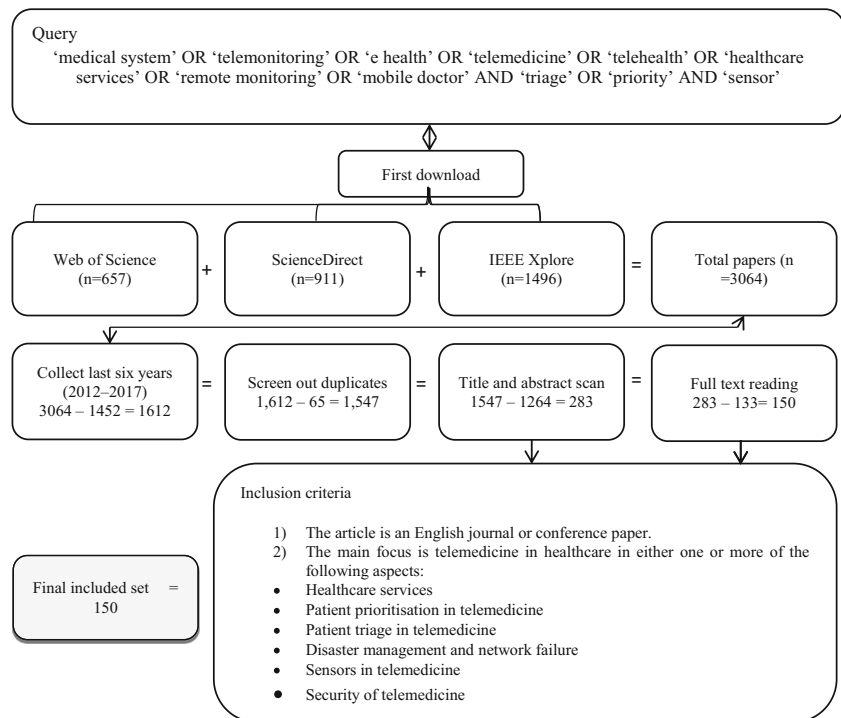 Query
‘medical system’ OR ‘telemonitoring’ OR ‘e health’ OR ‘telemedicine’ OR ‘telehealth’ OR ‘healthcare
services’ OR ‘remote monitoring’ OR ‘mobile doctor’ AND ‘triage’ OR ‘priority’ AND ‘sensor’
First download
Web of Science
(n=657)
+
ScienceDirect
(n=911)
+
IEEE Xplore
(n=1496)
=
Total papers (n
=3064)
Collect last six years
(2012–2017)
3064 – 1452 = 1612
=
Screen out duplicates
1,612 – 65 = 1,547
=
Title and abstract scan
1547 – 1264 = 283
=
Full text reading
283 – 133= 150
Inclusion criteria
1) The article is an English journal or conference paper.
2) The main focus is telemedicine in healthcare in either one or more of the
following aspects:
• Healthcare services
• Patient prioritisation in telemedicine
• Patient triage in telemedicine
• Disaster management and network failure
• Sensors in telemedicine
• Security of telemedicine
Final included set =
150